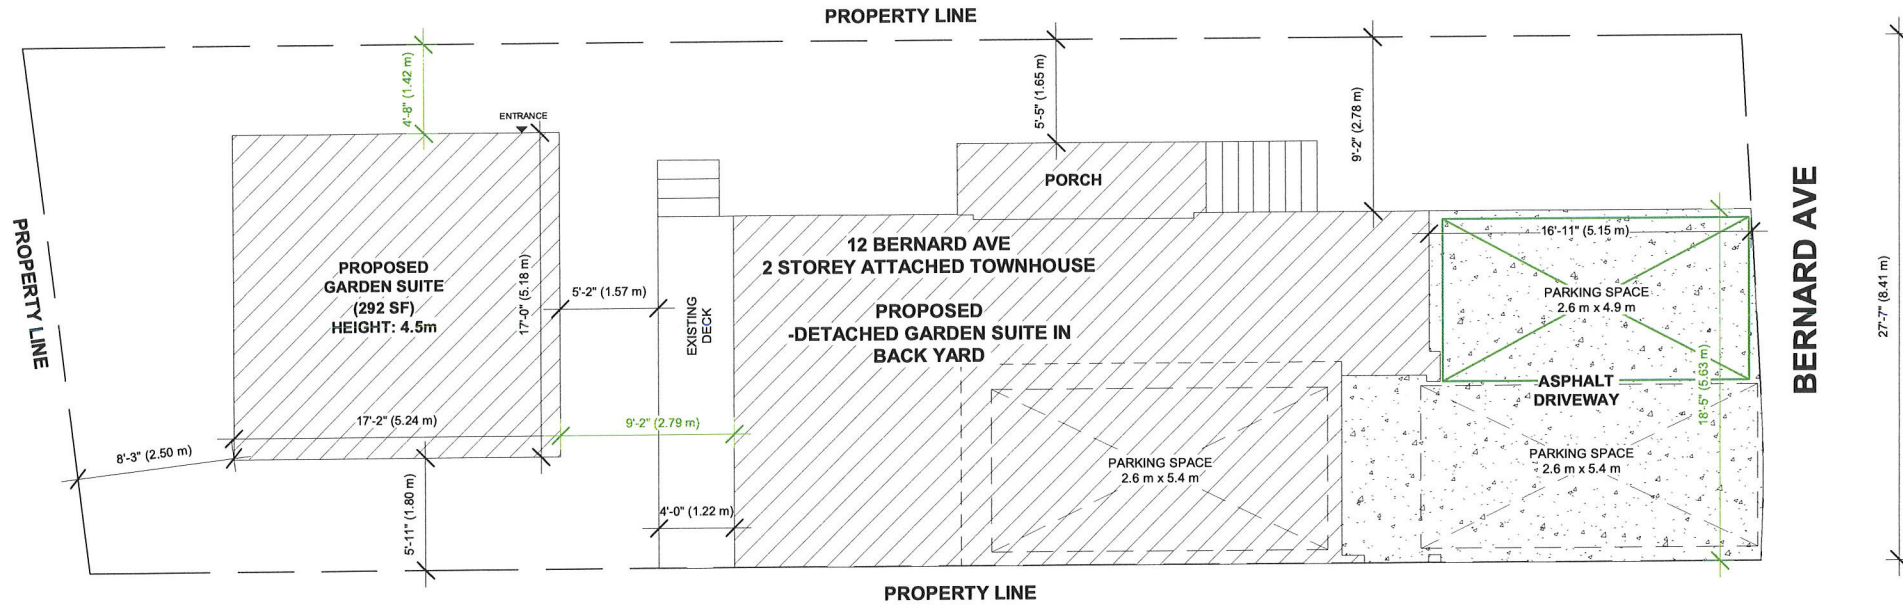 PROPERTY LINE
4'-8" (1.42 m)
5'-5" (1.65 m)
9'-2" (2.78 m)
27'-7" (8.41 m)
ENTRANCE
PROPERTY LINE
PROPOSED
GARDEN SUITE
(292 SF)
HEIGHT: 4.5m
17'-0" (5.18 m)
17'-2" (5.24 m)
8'-3" (2.50 m)
5'-11" (1.80 m)
5'-2" (1.57 m)
9'-2" (2.79 m)
4'-0" (1.22 m)
EXISTING
DECK
PORCH
12 BERNARD AVE
2 STOREY ATTACHED TOWNHOUSE
PROPOSED
-DETACHED GARDEN SUITE IN
BACK YARD
PARKING SPACE
2.6 m x 5.4 m
16'-11" (5.15 m)
PARKING SPACE
2.6 m x 4.9 m
18'-5" (5.63 m)
ASPHALT
DRIVEWAY
PARKING SPACE
2.6 m x 5.4 m
BERNARD AVE
PROPERTY LINE